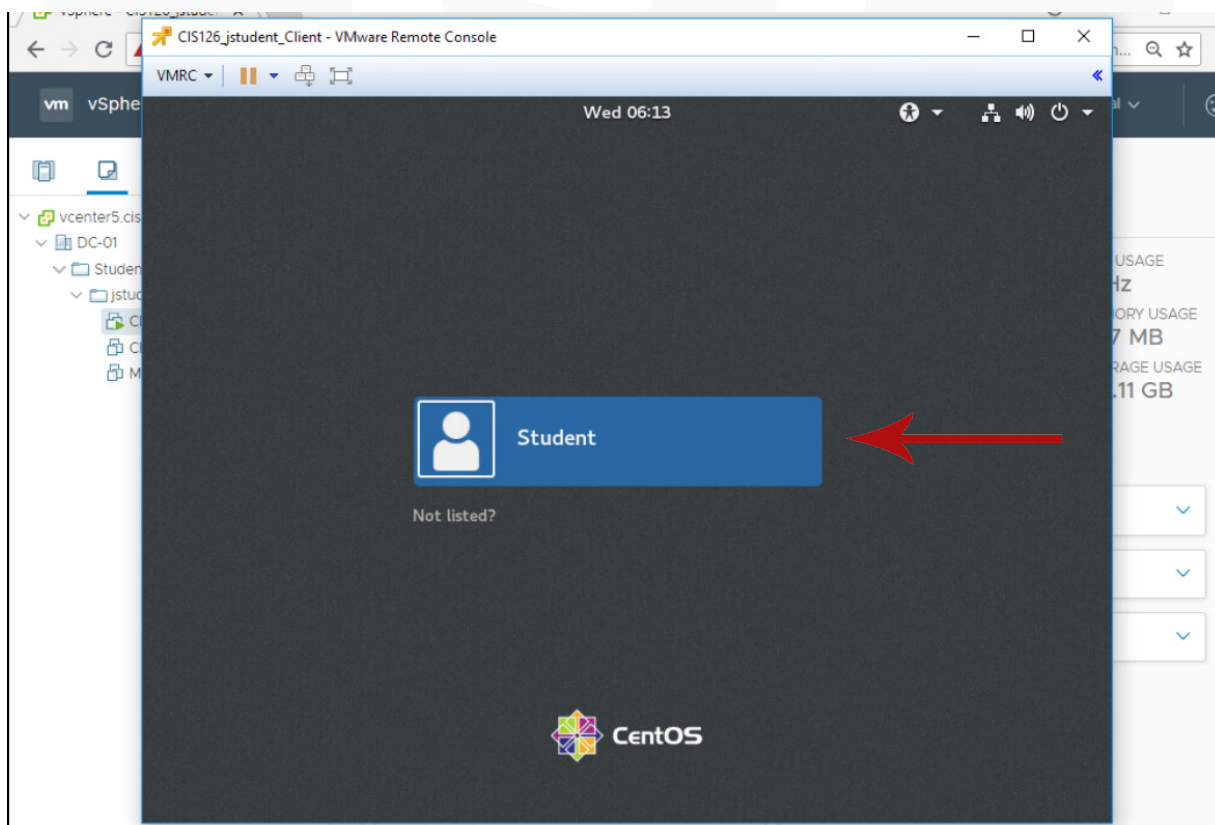 CIS126_jstudent_Client - VMware Remote Console
VMRC
vm vSphe
Wed 06:13
vcenter5.cis
DC-01
Studen
jstud
USAGE
Hz
ORY USAGE
7 MB
RAGE USAGE
.11 GB
Student
Not listed?
CentOS